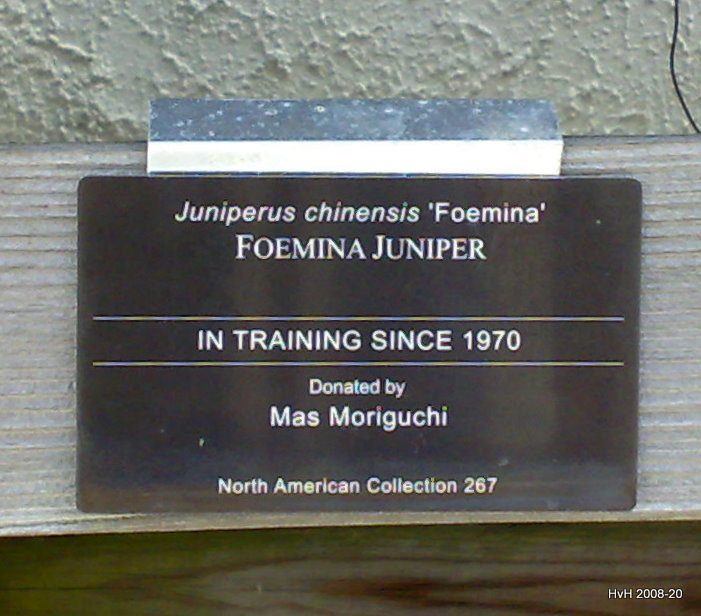 Juniperus chinensis 'Foemina'
FOEMINA JUNIPER
IN TRAINING SINCE 1970
Donated by
Mas Moriguchi
North American Collection 267
HvH 2008-20